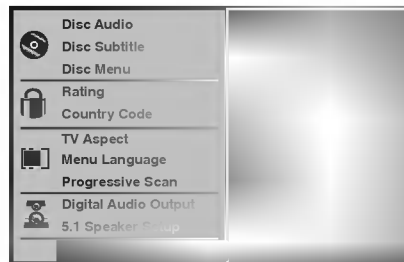 Disc Audio
Disc Subtitle
Disc Menu
Rating
Country Code
TV Aspect
Menu Language
Progressive Scan
Digital Audio Output
5.1 Speaker Setup